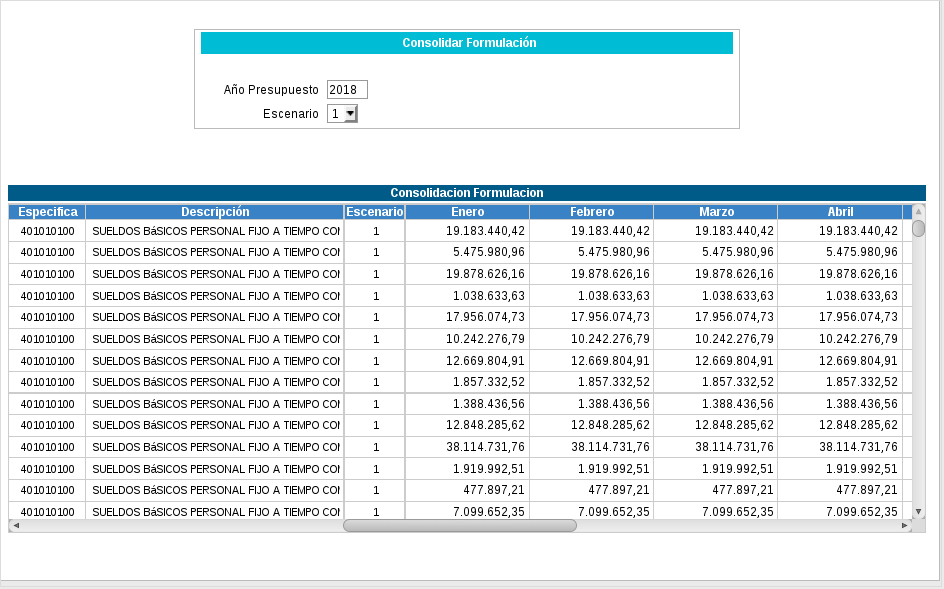 Consolidar Formulación
Año Presupuesto 2018
Escenario 1
Consolidacion Formulacion
Especifica Descripción Escenario Enero Febrero Marzo Abril
401010100 SUELDOS BáSICOS PERSONAL FIJO A TIEMPO 1 19.183.440,42 19.183.440,42 19.183.440,42 19.183.440,42
401010100 SUELDOS BáSICOS PERSONAL FIJO A TIEMPO 1 5.475.980,96 5.475.980,96 5.475.980,96 5.475.980,96
401010100 SUELDOS BáSICOS PERSONAL FIJO A TIEMPO 1 19.878.626,16 19.878.626,16 19.878.626,16 19.878.626,16
401010100 SUELDOS BáSICOS PERSONAL FIJO A TIEMPO 1 1.038.633,63 1.038.633,63 1.038.633,63 1.038.633,63
401010100 SUELDOS BáSICOS PERSONAL FIJO A TIEMPO 1 17.956.074,73 17.956.074,73 17.956.074,73 17.956.074,73
401010100 SUELDOS BáSICOS PERSONAL FIJO A TIEMPO 1 10.242.276,79 10.242.276,79 10.242.276,79 10.242.276,79
401010100 SUELDOS BáSICOS PERSONAL FIJO A TIEMPO 1 12.669.804,91 12.669.804,91 12.669.804,91 12.669.804,91
401010100 SUELDOS BáSICOS PERSONAL FIJO A TIEMPO 1 1.857.332,52 1.857.332,52 1.857.332,52 1.857.332,52
401010100 SUELDOS BáSICOS PERSONAL FIJO A TIEMPO 1 1.388.436,56 1.388.436,56 1.388.436,56 1.388.436,56
401010100 SUELDOS BáSICOS PERSONAL FIJO A TIEMPO 1 12.848.285,62 12.848.285,62 12.848.285,62 12.848.285,62
401010100 SUELDOS BáSICOS PERSONAL FIJO A TIEMPO 1 38.114.731,76 38.114.731,76 38.114.731,76 38.114.731,76
401010100 SUELDOS BáSICOS PERSONAL FIJO A TIEMPO 1 1.919.992,51 1.919.992,51 1.919.992,51 1.919.992,51
401010100 SUELDOS BáSICOS PERSONAL FIJO A TIEMPO 1 477.897,21 477.897,21 477.897,21 477.897,21
401010100 SUELDOS BáSICOS PERSONAL FIJO A TIEMPO 1 7.099.652,35 7.099.652,35 7.099.652,35 7.099.652,35